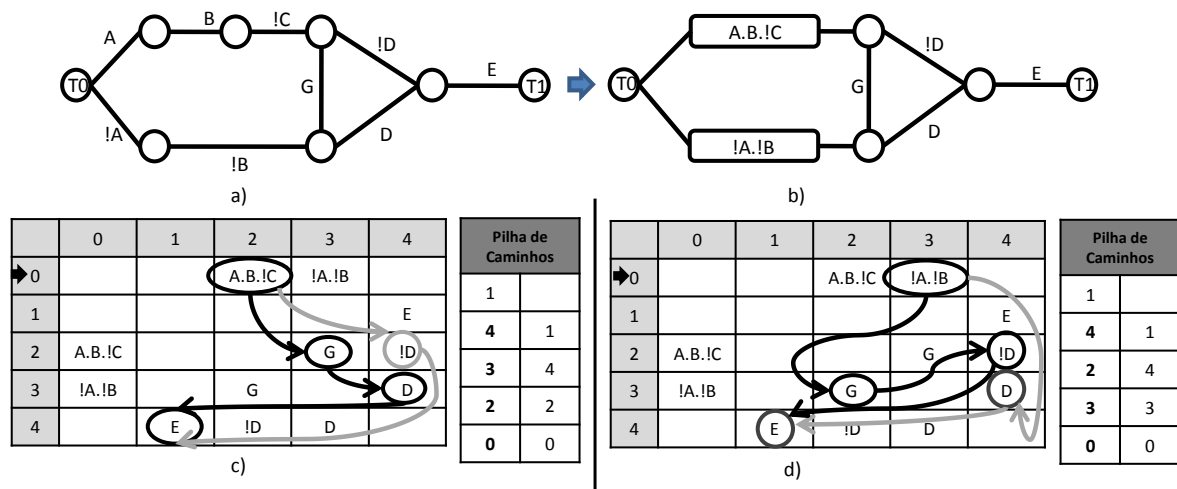 A B !C !D
T0 G E T1
!A !B D
a)
A.B.!C !D
T0 G E T1
!A.!B D
b)
0 1 2 3 4
0 A.B.!C !A.!B
1 E
2 A.B.!C G !D
3 !A.!B G D
4 E !D D
c)
Pilha de
Caminhos
1
4 1
3 4
2 2
0 0
0 1 2 3 4
0 A.B.!C !A.!B
1 E
2 A.B.!C G !D
3 !A.!B G D
4 E !D D
d)
Pilha de
Caminhos
1
4 1
2 4
3 3
0 0